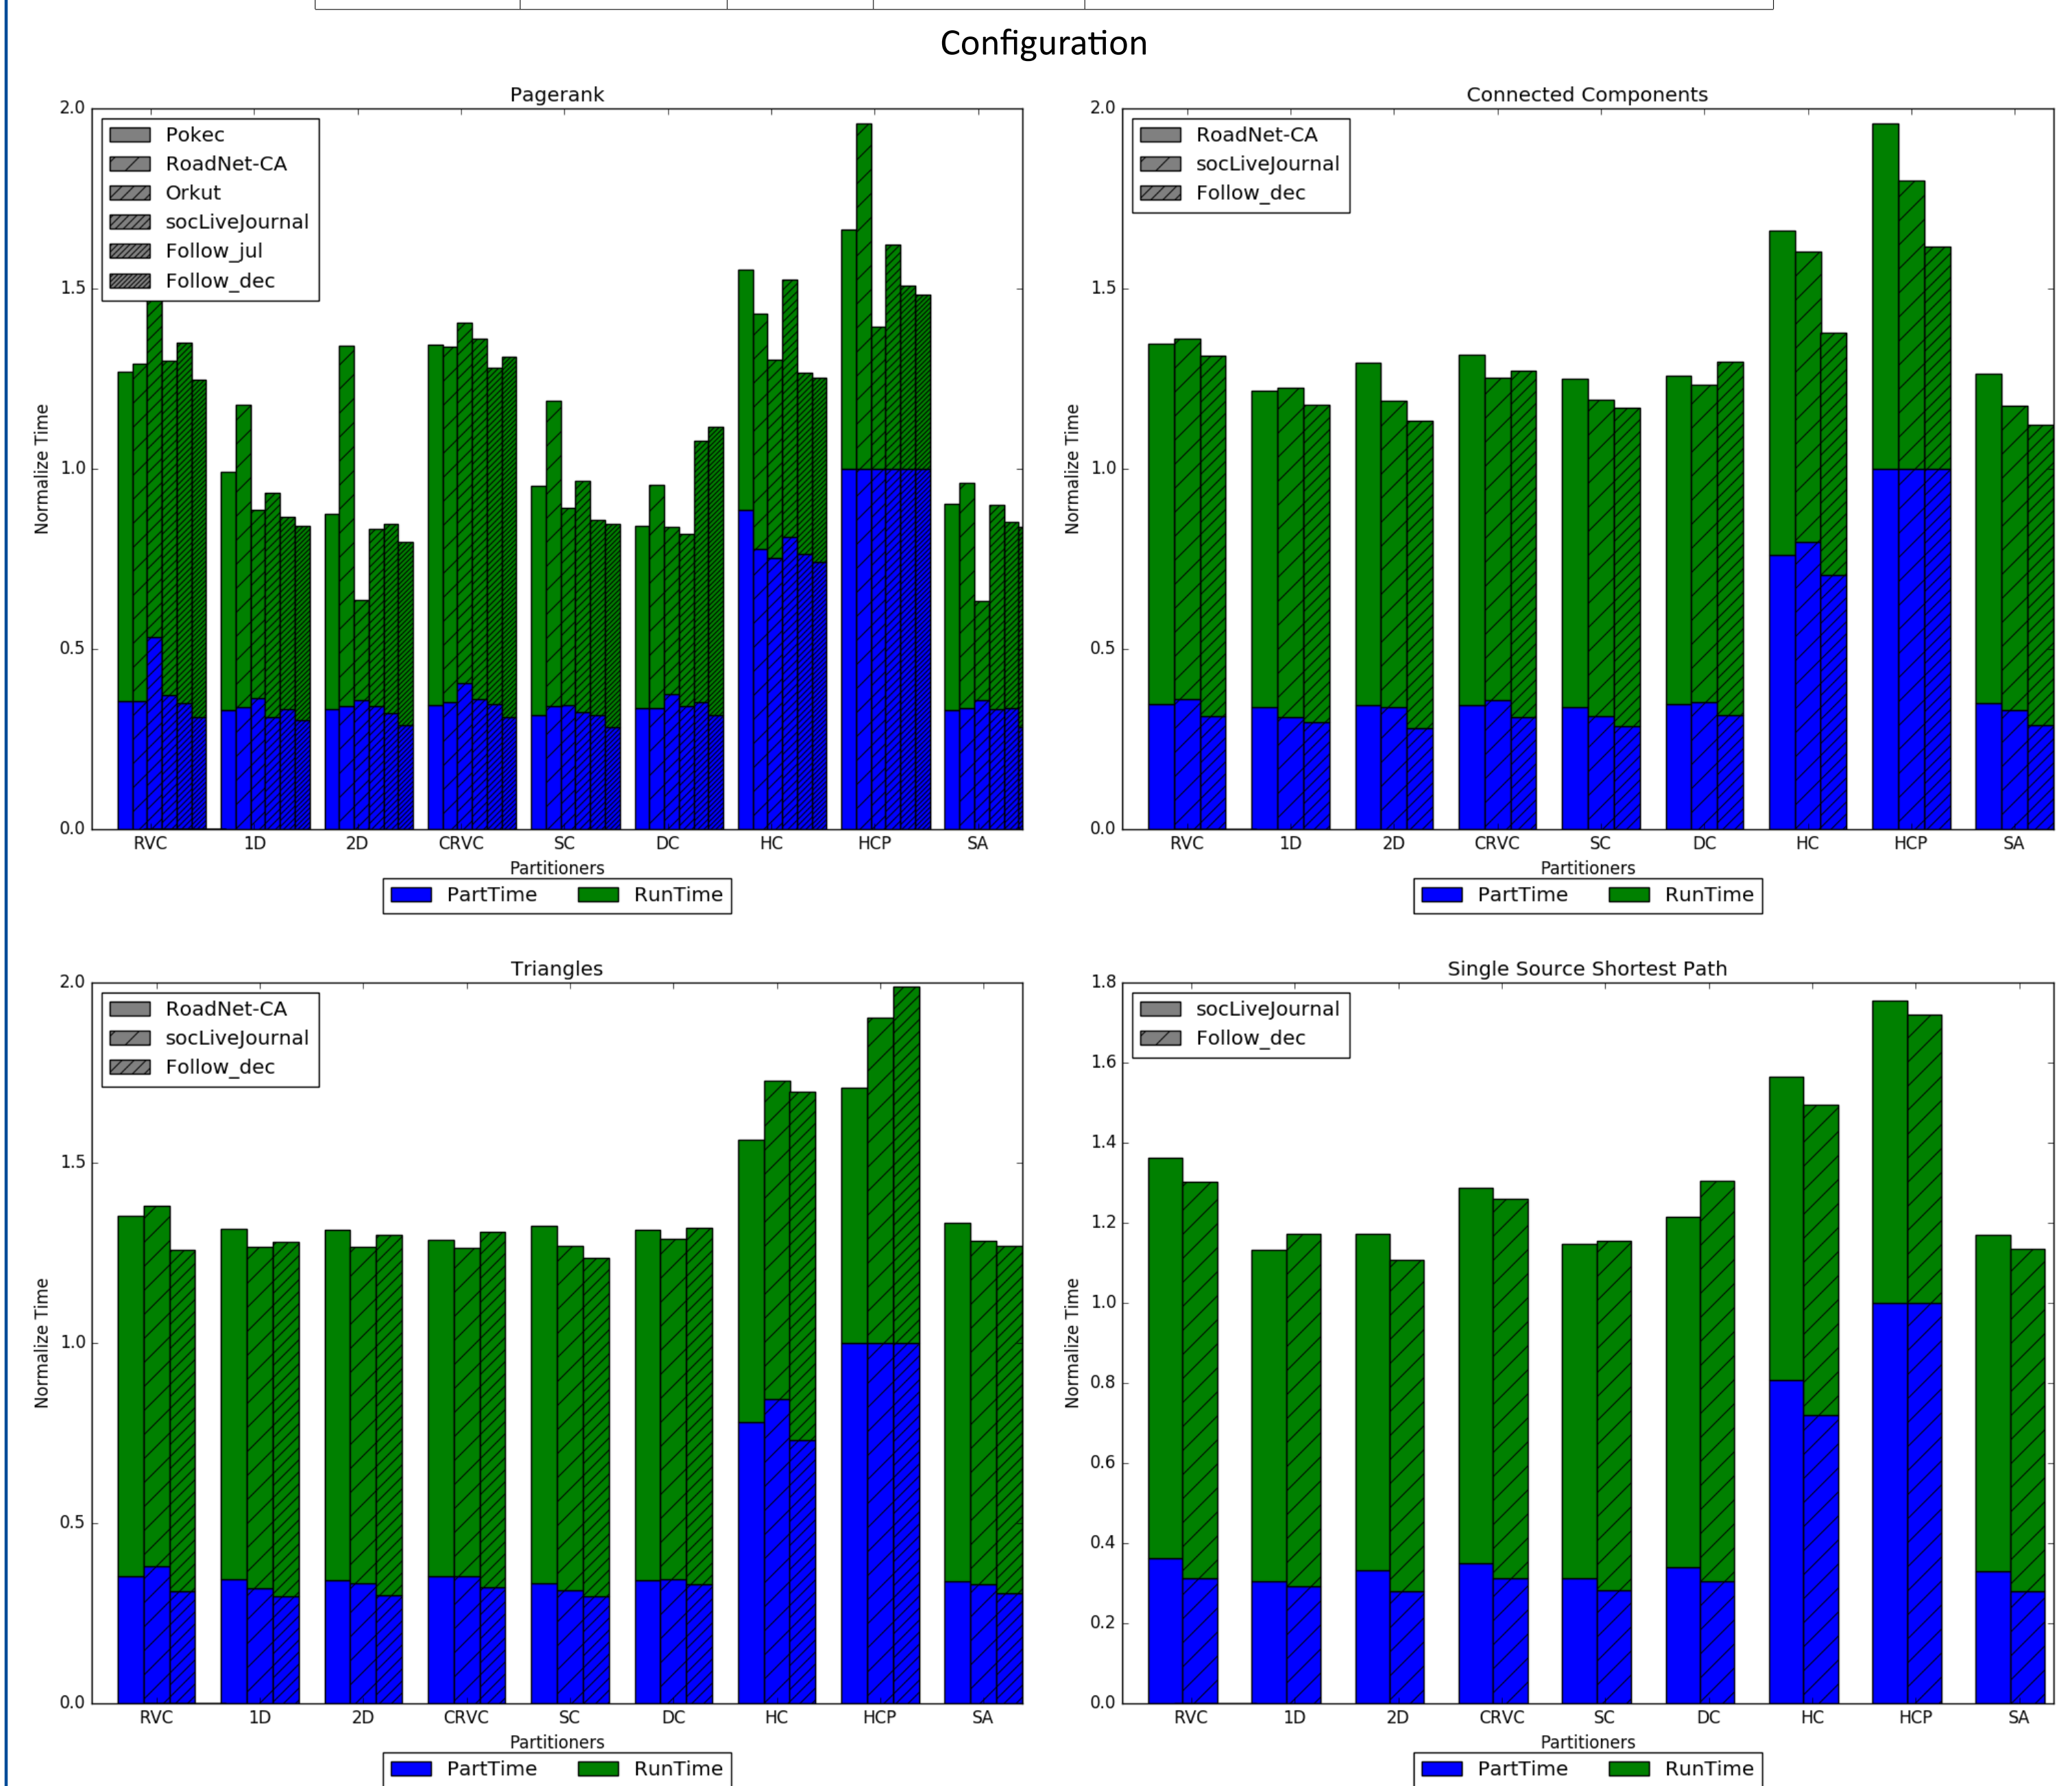 Configuration
Pagerank
2.0
1.5
1.0
0.5
0.0
Normalize Time
Pokec
RoadNet-CA
Orkut
socLiveJournal
Follow_jul
Follow_dec
RVC 1D 2D CRVC SC DC HC HCP SA
Partitioners
PartTime RunTime
Connected Components
2.0
1.5
1.0
0.5
0.0
Normalize Time
RoadNet-CA
socLiveJournal
Follow_dec
RVC 1D 2D CRVC SC DC HC HCP SA
Partitioners
PartTime RunTime
Triangles
2.0
1.5
1.0
0.5
0.0
Normalize Time
RoadNet-CA
socLiveJournal
Follow_dec
RVC 1D 2D CRVC SC DC HC HCP SA
Partitioners
PartTime RunTime
Single Source Shortest Path
1.8
1.6
1.4
1.2
1.0
0.8
0.6
0.4
0.2
0.0
Normalize Time
socLiveJournal
Follow_dec
RVC 1D 2D CRVC SC DC HC HCP SA
Partitioners
PartTime RunTime